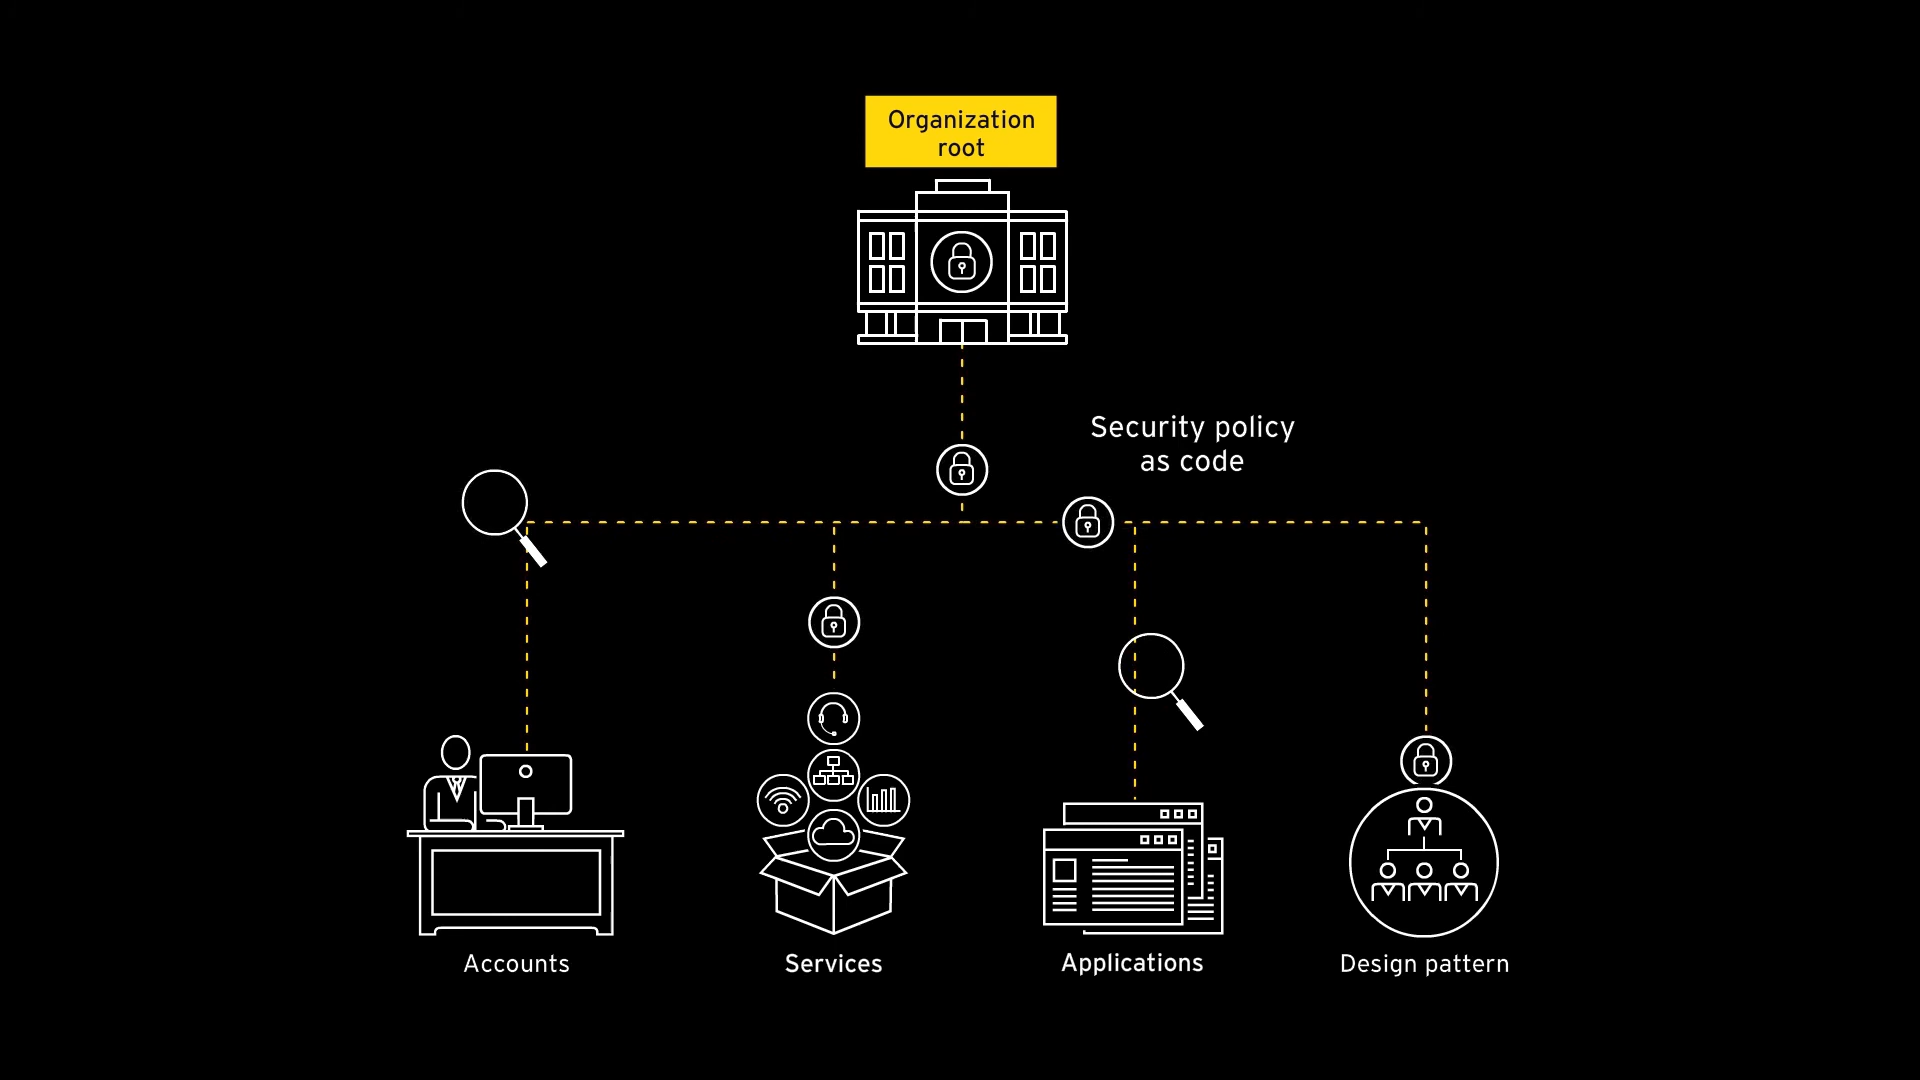 Organization
root
Security policy
as code
Accounts
Services
Applications
Design pattern